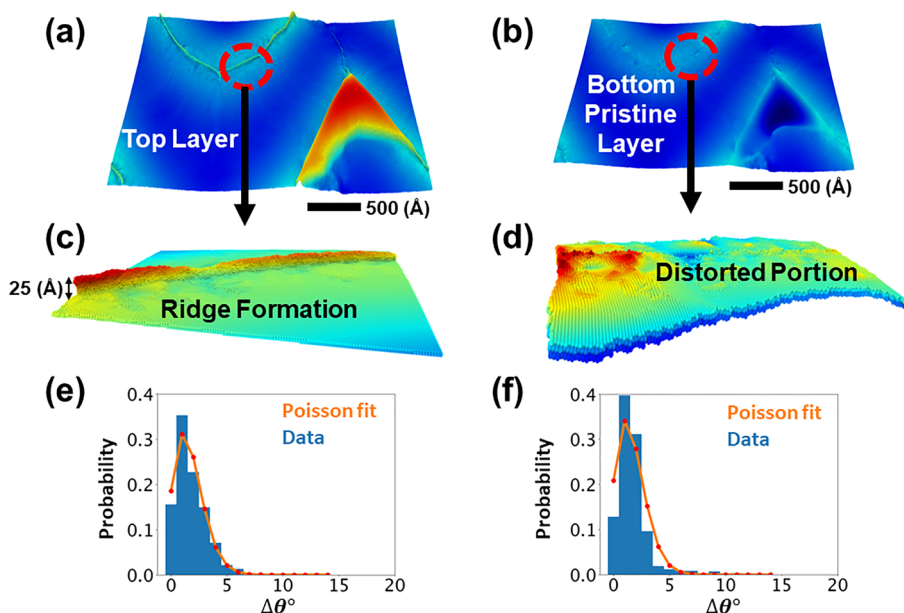 (a)
Top Layer
500 (Å)
(b)
Bottom
Pristine
Layer
500 (Å)
(c)
25 (Å)
Ridge Formation
(d)
Distorted Portion
(e)
Probability
0.4
0.3
0.2
0.1
0.0
Poisson fit
Data
0 5 10 15 20
Δθ°
(f)
Probability
0.4
0.3
0.2
0.1
0.0
Poisson fit
Data
0 5 10 15 20
Δθ°